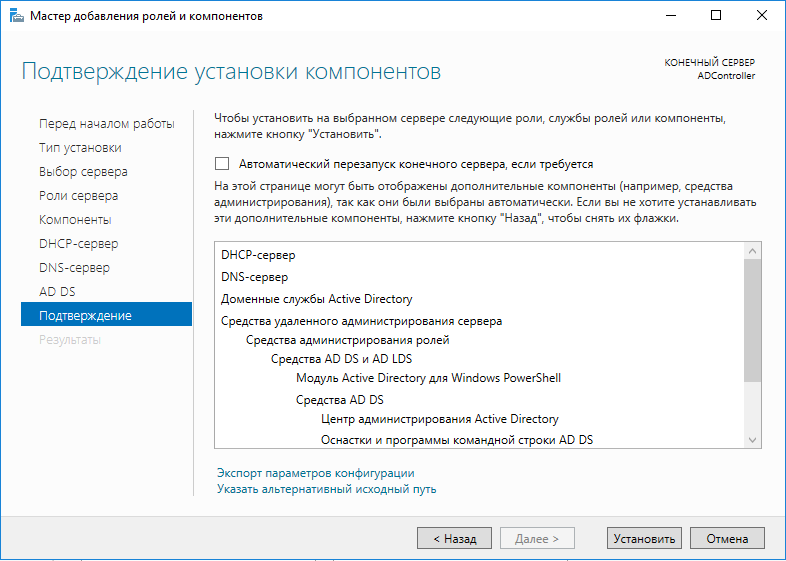 Мастер добавления ролей и компонентов
Подтверждение установки компонентов
КОНЕЧНЫЙ СЕРВЕР
ADController
Перед началом работы
Тип установки
Выбор сервера
Роли сервера
Компоненты
DHCP-сервер
DNS-сервер
AD DS
Подтверждение
Результаты
Чтобы установить на выбранном сервере следующие роли, службы ролей или компоненты,
нажмите кнопку "Установить".
Автоматический перезапуск конечного сервера, если требуется
На этой странице могут быть отображены дополнительные компоненты (например, средства
администрирования), так как они были выбраны автоматически. Если вы не хотите устанавливать
эти дополнительные компоненты, нажмите кнопку "Назад", чтобы снять их флажки.
DHCP-сервер
DNS-сервер
Доменные службы Active Directory
Средства удаленного администрирования сервера
Средства администрирования ролей
Средства AD DS и AD LDS
Модуль Active Directory для Windows PowerShell
Средства AD DS
Центр администрирования Active Directory
Оснастки и программы командной строки AD DS
Экспорт параметров конфигурации
Указать альтернативный исходный путь
< Назад
Далее >
Установить
Отмена